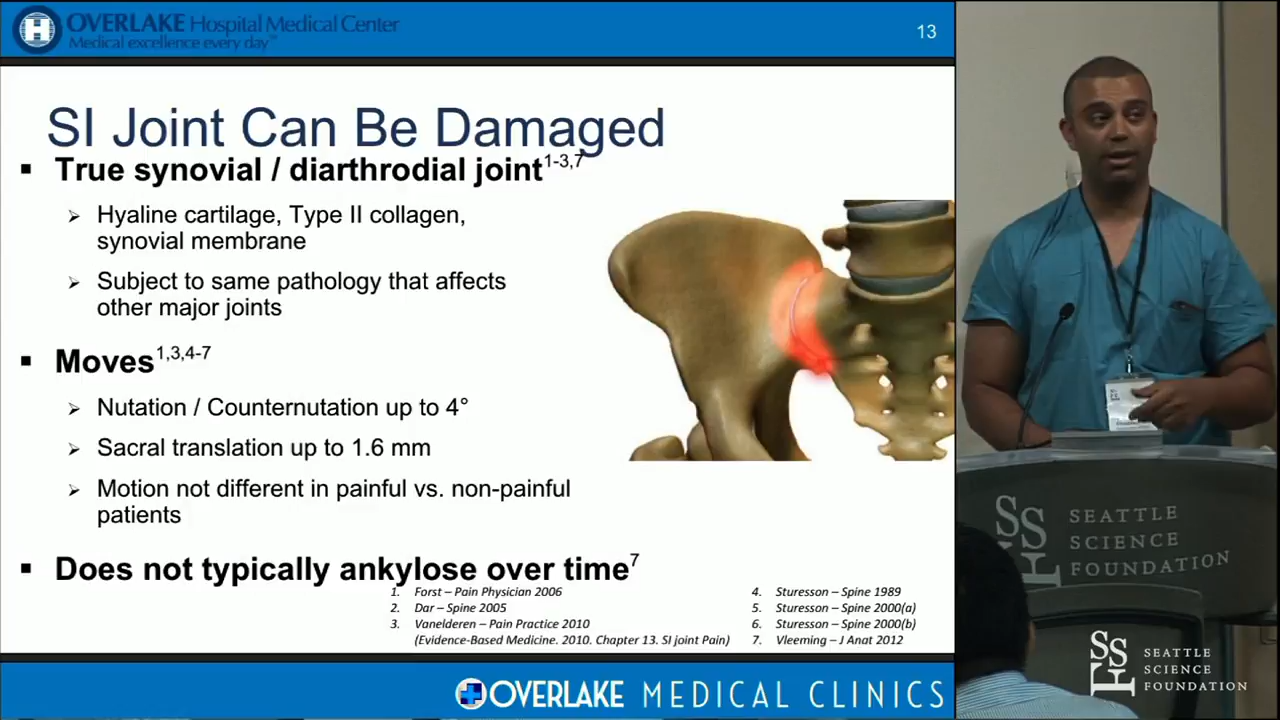 OVERLAKE Hospital Medical Center
Medical excellence every day™
13
SI Joint Can Be Damaged
▪ True synovial / diarthrodial joint1-3,7
➢ Hyaline cartilage, Type II collagen,
synovial membrane
➢ Subject to same pathology that affects
other major joints
▪ Moves1,3,4-7
➢ Nutation / Counternutation up to 4°
➢ Sacral translation up to 1.6 mm
➢ Motion not different in painful vs. non-painful
patients
▪ Does not typically ankylose over time7
1. Forst – Pain Physician 2006
2. Dar – Spine 2005
3. Vanelderen – Pain Practice 2010
(Evidence-Based Medicine. 2010. Chapter 13. SI joint Pain)
4. Sturesson – Spine 1989
5. Sturesson – Spine 2000(a)
6. Sturesson – Spine 2000(b)
7. Vleeming – J Anat 2012
OVERLAKE MEDICAL CLINICS
SSF
SEATTLE
SCIENCE
FOUNDATION
SSF
SEATTLE
SCIENCE
FOUNDATION